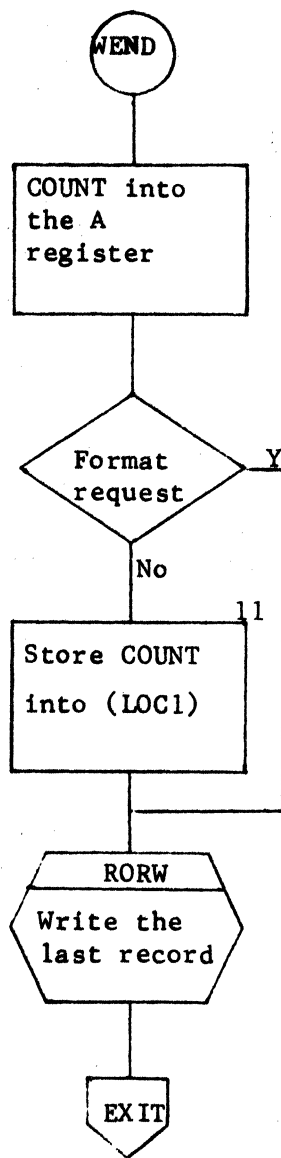 WEND
COUNT into
the A
register
Format
request
Y
No
11
Store COUNT
into (LOC1)
RORW
Write the
last record
EXIT